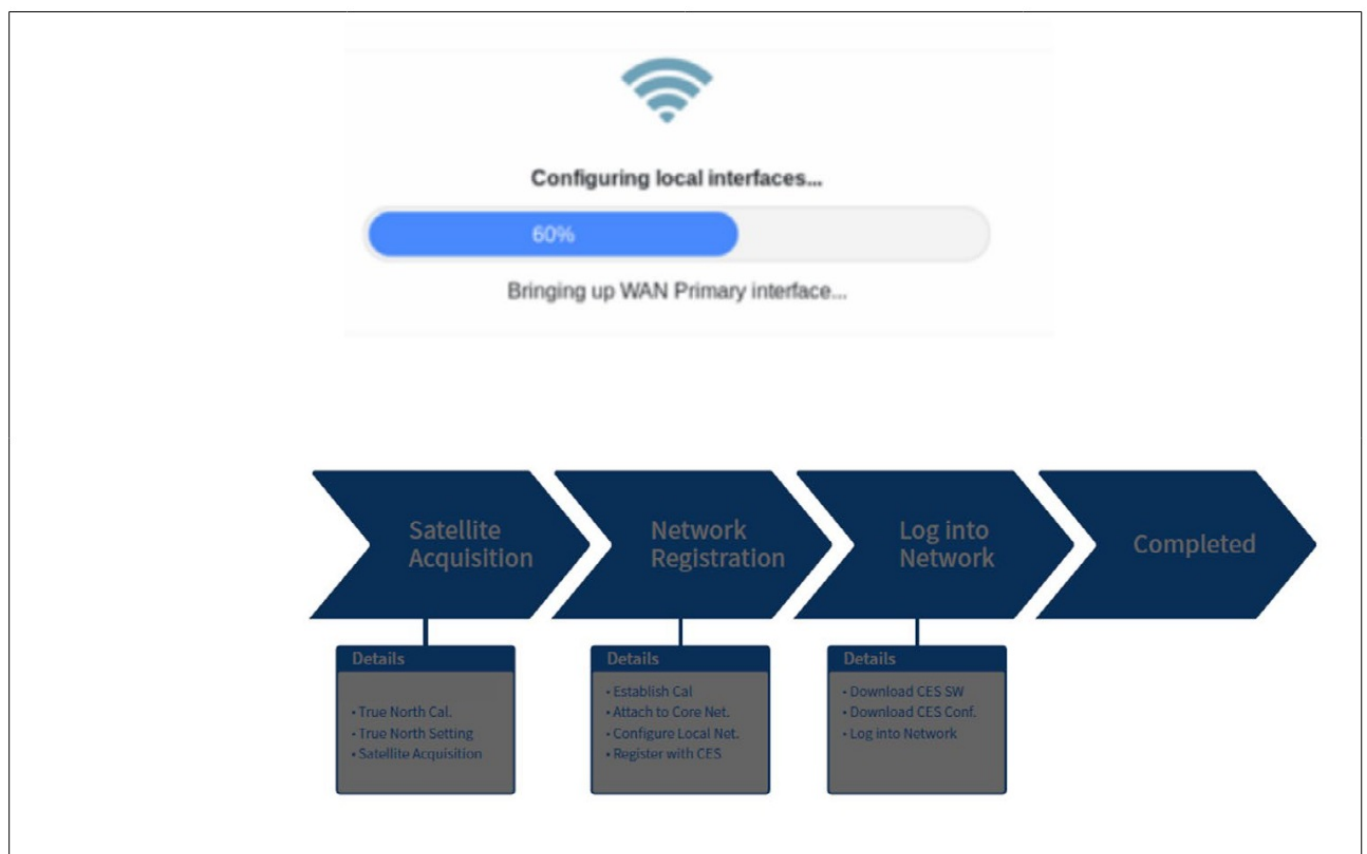 Configuring local interfaces...
60%
Bringing up WAN Primary interface...
Satellite
Acquisition
Network
Registration
Log into
Network
Completed
Details
• True North Cal.
• True North Setting
• Satellite Acquisition
Details
• Establish Cal
• Attach to Core Net.
• Configure Local Net.
• Register with CES
Details
• Download CES SW
• Download CES Conf.
• Log into Network